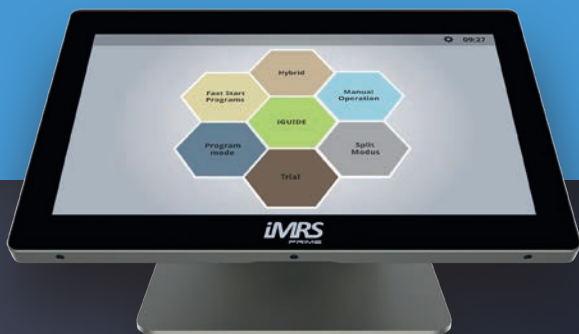 09:27
Hybrid
Fast Start
Programs
Manual
Operation
iGUIDE
Program
mode
Split
Modus
Trial
iMRS
PRIME